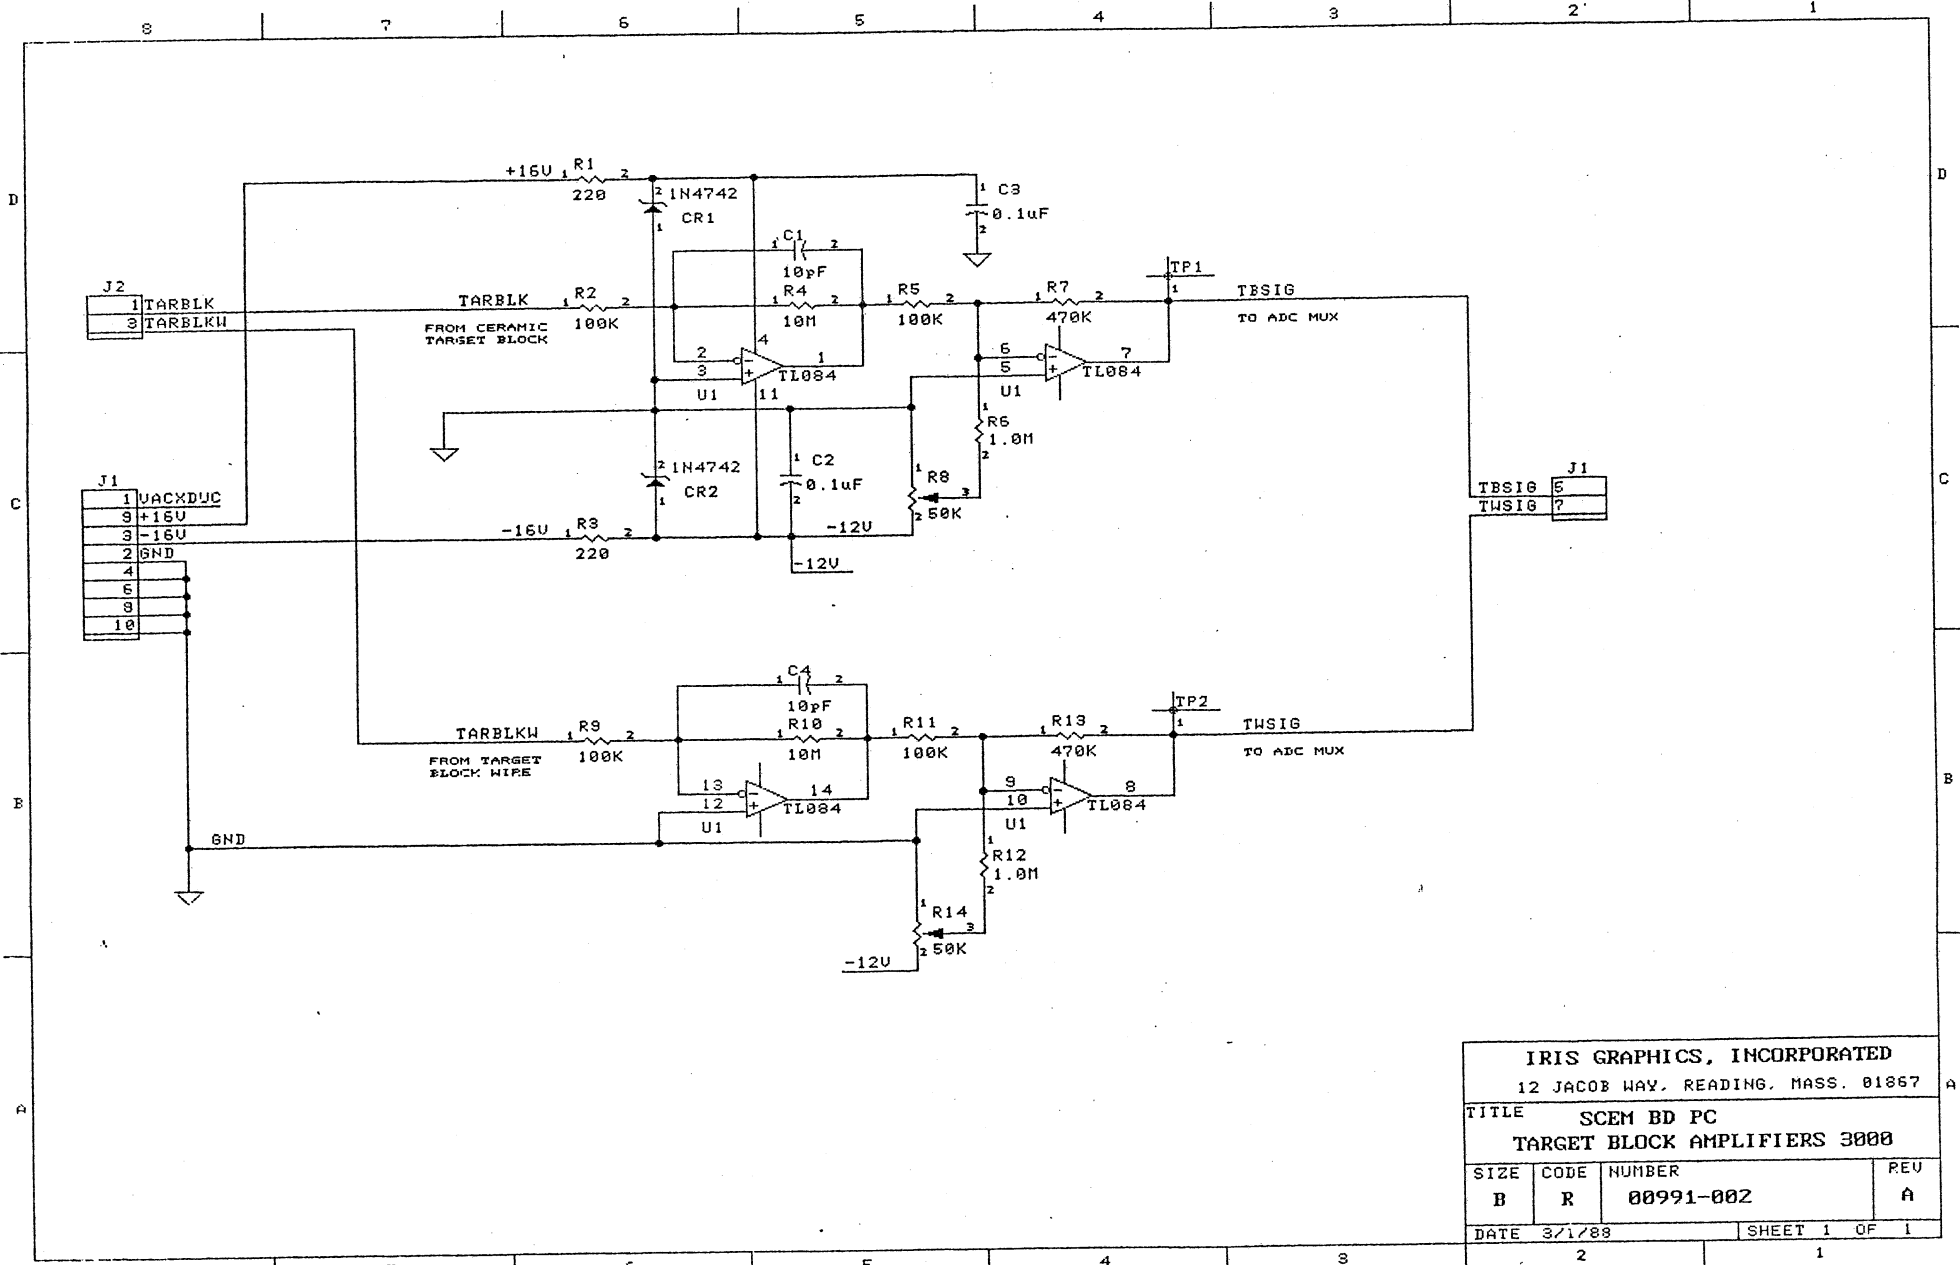 8 7 6 5 4 3 2 1
D D
+16V 1 R1 2
220
2 1N4742
CR1
1
1 C3
0.1uF
2
1 C1 2
10pF
J2
1 TARBLK
3 TARBLKW
TARBLK 1 R2 2
100K
FROM CERAMIC
TARGET BLOCK
1 R4 2
10M
1 R5 2
100K
1 R7 2
470K
TP1
1
TBSIG
TO ADC MUX
4
2
3
1
TL084
U1
11
6
5
7
TL084
U1
1
R6
1.0M
2
2 1N4742
CR2
1
1
C2
0.1uF
2
1
R8
3
2 50K
-16V 1 R3 2
220
-12V
-12V
C C
J1
1 VACXDUC
9 +16V
3 -16V
2 GND
4
6
8
10
J1
TBSIG 5
TWSIG 7
1 C4 2
10pF
TARBLKW 1 R9 2
100K
FROM TARGET
BLOCK WIRE
1 R10 2
10M
1 R11 2
100K
1 R13 2
470K
TP2
1
TWSIG
TO ADC MUX
13
12
14
TL084
U1
9
10
8
TL084
U1
B B
GND
1
R12
1.0M
2
1
R14
3
2 50K
-12V
A A
IRIS GRAPHICS, INCORPORATED
12 JACOB WAY, READING, MASS. 01867
TITLE
SCEM BD PC
TARGET BLOCK AMPLIFIERS 3000
SIZE CODE NUMBER REV
B R 00991-002 A
DATE 3/1/88 SHEET 1 OF 1
4 3 2 1